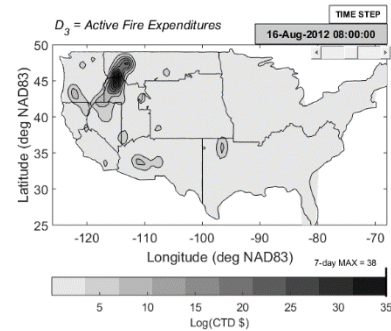 TIME STEP
D3 = Active Fire Expenditures
16-Aug-2012 08:00:00
50
45
40
35
30
25
Latitude (deg NAD83)
-120 -110 -100 -90 -80 -70
Longitude (deg NAD83)
7-day MAX = 38
5 10 15 20 25 30 35
Log(CTD $)